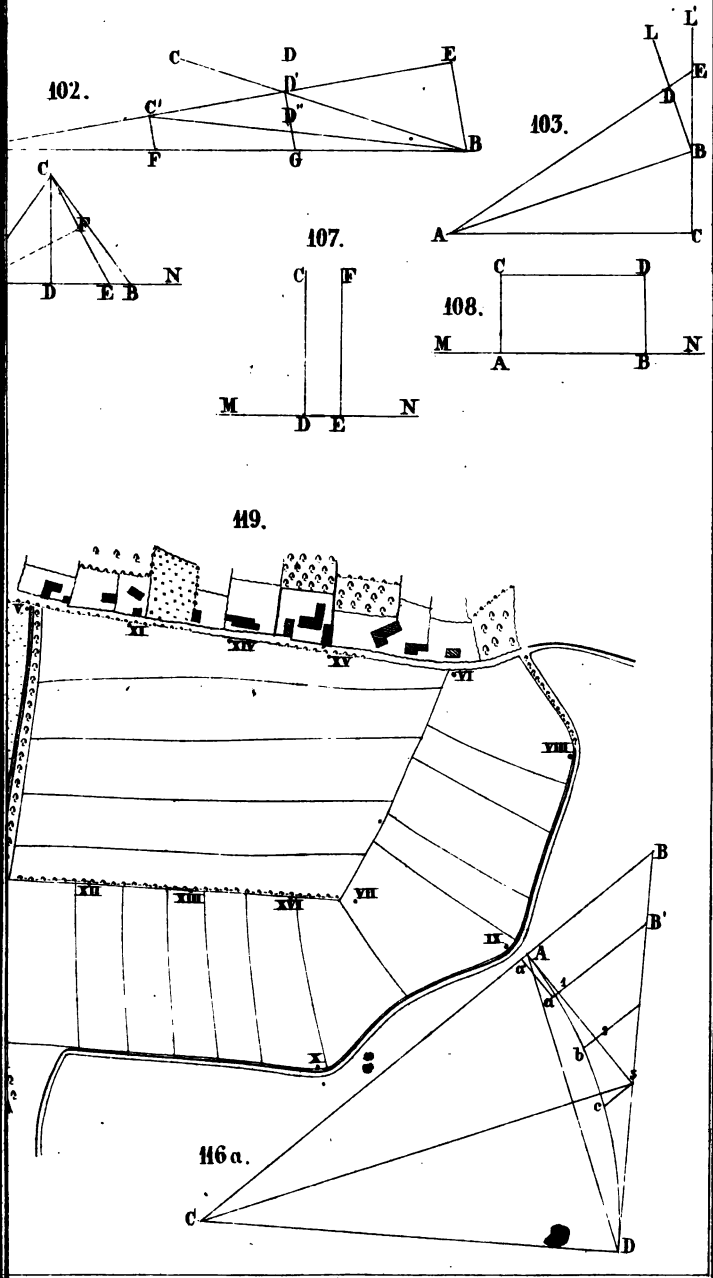 L'
L
C D E
E
102.
D'
D
C'
D''
103.
B
B
F G
C
F
A C
107.
C F
C D
N
108.
D E B
M N
A B
M N
D E
119.
V
XI
XIV
XV
VI
VIII
B
XII XIII XVI VII
B'
IX
A
a' 1
a
2
b
3
c
X
116 a.
C
D